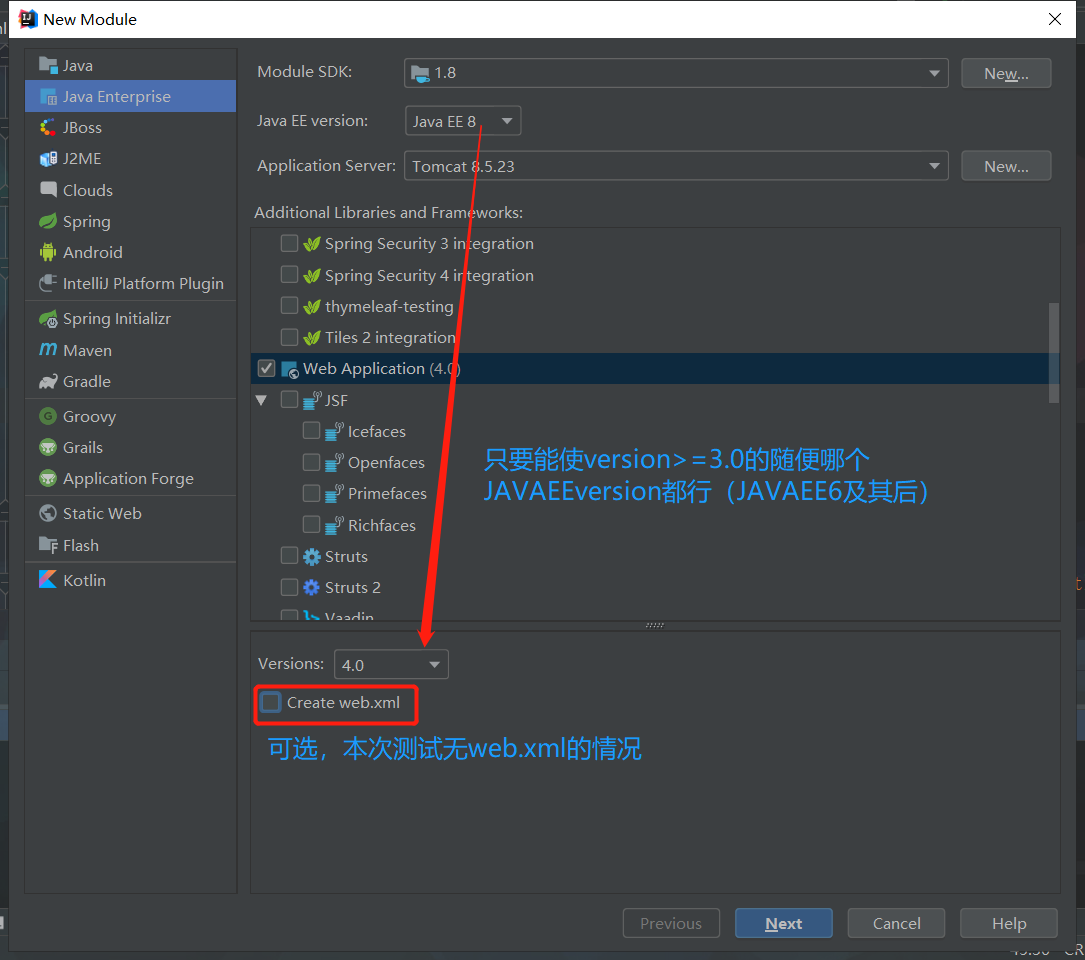 New Module
Java
Java Enterprise
JBoss
J2ME
Clouds
Spring
Android
IntelliJ Platform Plugin
Spring Initializr
Maven
Gradle
Groovy
Grails
Application Forge
Static Web
Flash
Kotlin
Module SDK: 1.8 New...
Java EE version: Java EE 8
Application Server: Tomcat 8.5.23 New...
Additional Libraries and Frameworks:
Spring Security 3 integration
Spring Security 4 integration
thymeleaf-testing
Tiles 2 integration
Web Application (4.0)
JSF
Icefaces
Openfaces
Primefaces
Richfaces
Struts
Struts 2
Vaadin
只要能使version>=3.0的随便哪个
JAVAEEversion都行（JAVAEE6及其后）
Versions: 4.0
Create web.xml
可选，本次测试无web.xml的情况
Previous Next Cancel Help